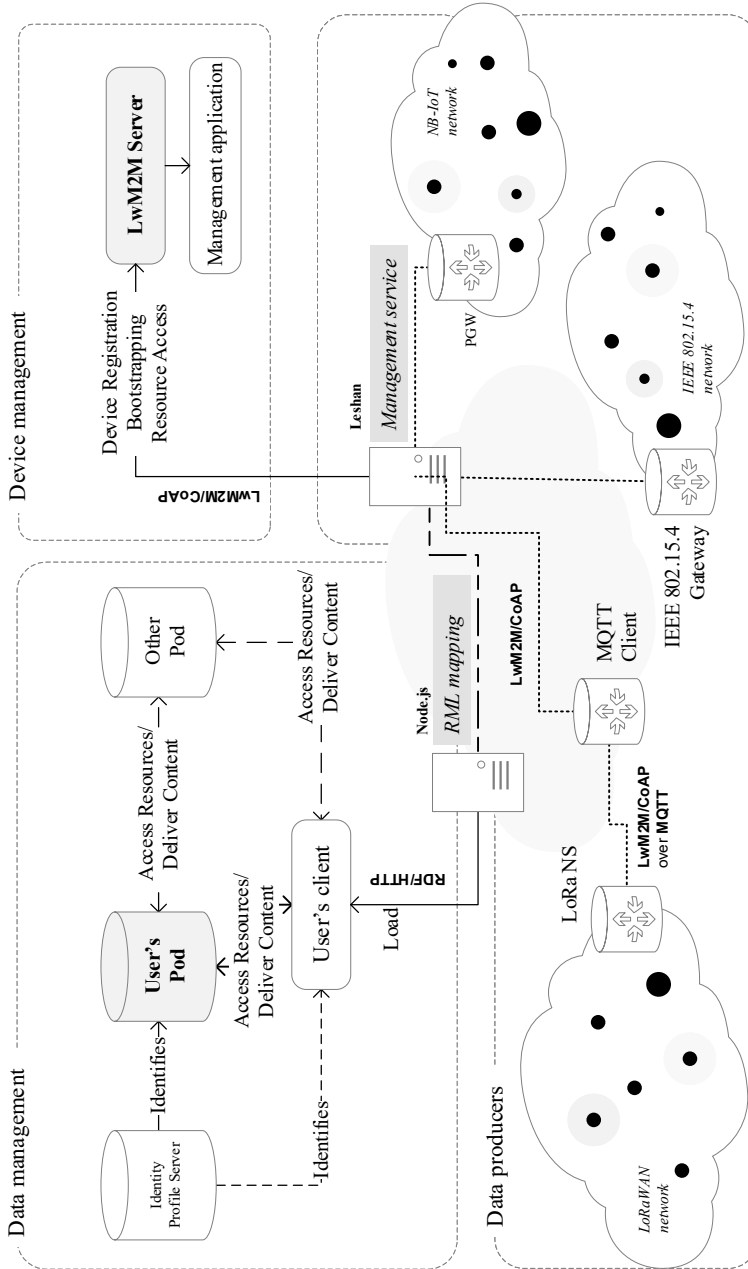 Data management
Identity
Profile Server
Identifies
User's
Pod
Access Resources/
Deliver Content
Other
Pod
Identifies
Access Resources/
Deliver Content
User's client
Access Resources/
Deliver Content
Load
RDF/HTTP
Device management
Device Registration
Bootstrapping
Resource Access
LwM2M Server
Management application
LwM2M/CoAP
Node.js
RML mapping
Leshan
Management service
Data producers
LoRaWAN
network
LoRa NS
LwM2M/CoAP
over MQTT
MQTT
Client
LwM2M/CoAP
IEEE 802.15.4
Gateway
IEEE 802.15.4
network
PGW
NB-IoT
network